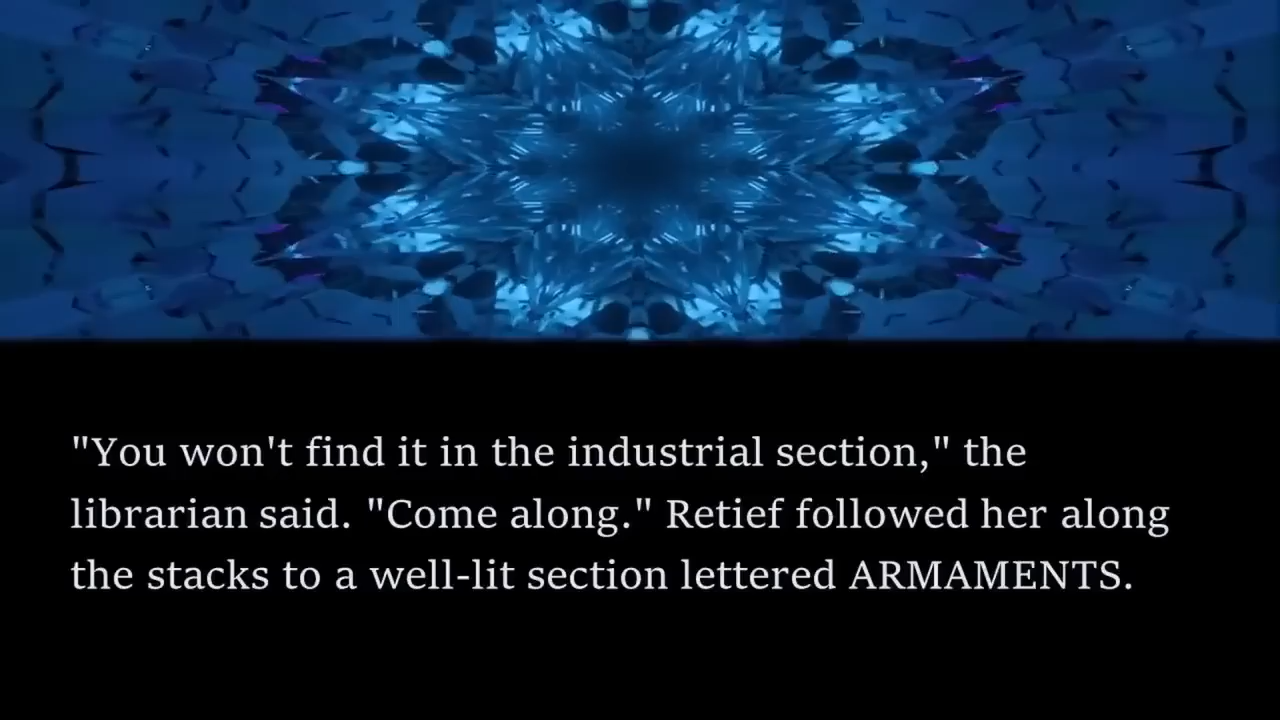 "You won't find it in the industrial section," the
librarian said. "Come along." Retief followed her along
the stacks to a well-lit section lettered ARMAMENTS.